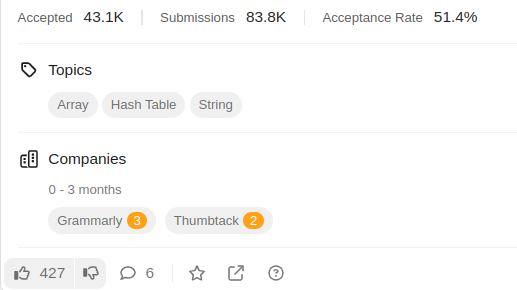 Accepted 43.1K Submissions 83.8K Acceptance Rate 51.4%
Topics
Array Hash Table String
Companies
0 - 3 months
Grammarly 3 Thumbtack 2
427 6